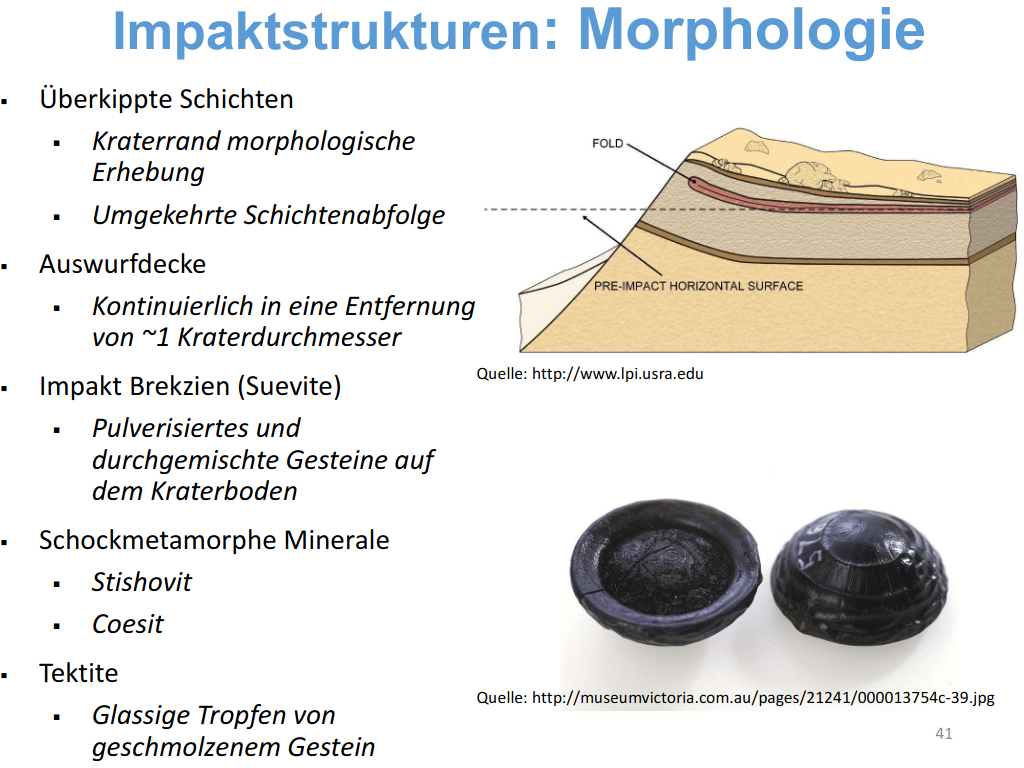 Impaktstrukturen: Morphologie
▪ Überkippte Schichten
▪ Kraterrand morphologische
Erhebung
▪ Umgekehrte Schichtenabfolge
▪ Auswurfdecke
▪ Kontinuierlich in eine Entfernung
von ~1 Kraterdurchmesser
▪ Impakt Brekzien (Suevite)
▪ Pulverisiertes und
durchgemischte Gesteine auf
dem Kraterboden
▪ Schockmetamorphe Minerale
▪ Stishovit
▪ Coesit
▪ Tektite
▪ Glassige Tropfen von
geschmolzenem Gestein
FOLD
PRE-IMPACT HORIZONTAL SURFACE
Quelle: http://www.lpi.usra.edu
Quelle: http://museumvictoria.com.au/pages/21241/000013754c-39.jpg
41